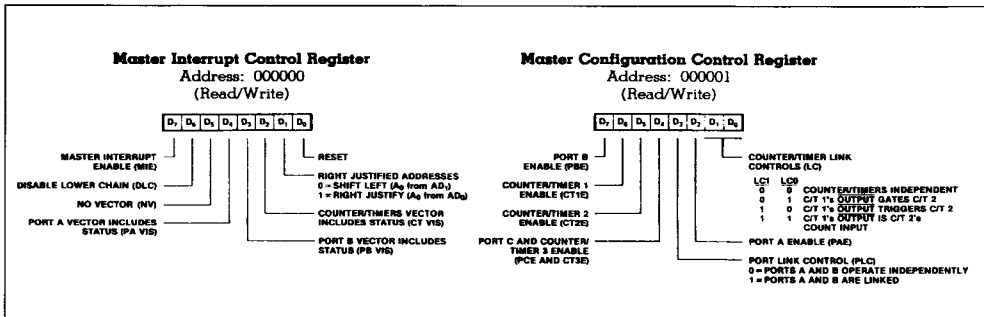 Master Interrupt Control Register
Address: 000000
(Read/Write)
D7 D6 D5 D4 D3 D2 D1 D0
MASTER INTERRUPT
ENABLE (MIE)
DISABLE LOWER CHAIN (DLC)
NO VECTOR (NV)
PORT A VECTOR INCLUDES
STATUS (PA VIS)
RESET
RIGHT JUSTIFIED ADDRESSES
0 = SHIFT LEFT (A0 from AD1)
1 = RIGHT JUSTIFY (A0 from AD0)
COUNTER/TIMERS VECTOR
INCLUDES STATUS (CT VIS)
PORT B VECTOR INCLUDES
STATUS (PB VIS)
Master Configuration Control Register
Address: 000001
(Read/Write)
D7 D6 D5 D4 D3 D2 D1 D0
PORT B
ENABLE (PBE)
COUNTER/TIMER 1
ENABLE (CT1E)
COUNTER/TIMER 2
ENABLE (CT2E)
PORT C AND COUNTER/
TIMER 3 ENABLE
(PCE AND CT3E)
COUNTER/TIMER LINK
CONTROLS (LC)
LC1 LC0
0 0 COUNTER/TIMERS INDEPENDENT
0 1 C/T 1's OUTPUT GATES C/T 2
1 0 C/T 1's OUTPUT TRIGGERS C/T 2
1 1 C/T 1's OUTPUT IS C/T 2's
COUNT INPUT
PORT A ENABLE (PAE)
PORT LINK CONTROL (PLC)
0 = PORTS A AND B OPERATE INDEPENDENTLY
1 = PORTS A AND B ARE LINKED